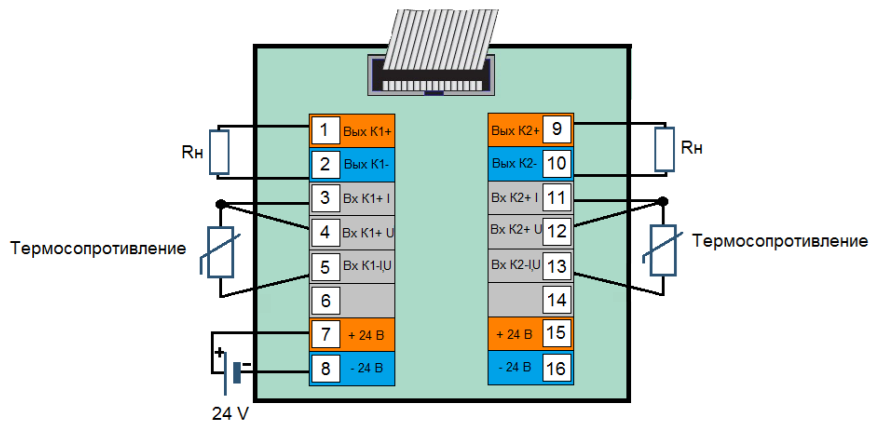 1 Вых К1+
Вых К2+ 9
Rн
2 Вых К1-
Вых К2- 10
Rн
3 Вх К1+ I
Вх К2+ I 11
Термосопротивление
4 Вх К1+ U
Вх К2+ U 12
Термосопротивление
5 Вх К1-I,U
Вх К2-I,U 13
6
14
7 + 24 В
+ 24 В 15
+
-
8 - 24 В
- 24 В 16
24 V